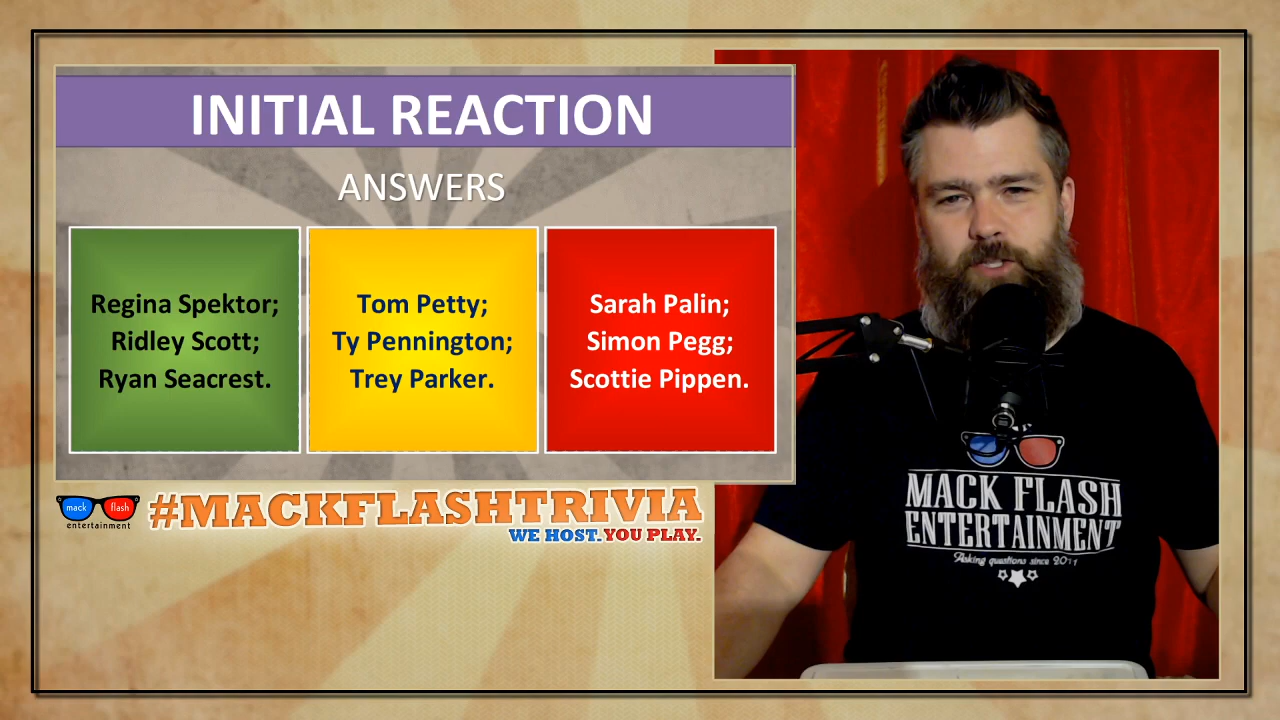 INITIAL REACTION
ANSWERS
Regina Spektor;
Ridley Scott;
Ryan Seacrest.
Tom Petty;
Ty Pennington;
Trey Parker.
Sarah Palin;
Simon Pegg;
Scottie Pippen.
mack flash
entertainment
#MACKFLASHTRIVIA
WE HOST. YOU PLAY.
MACK FLASH
ENTERTAINMENT
Asking questions since 2011